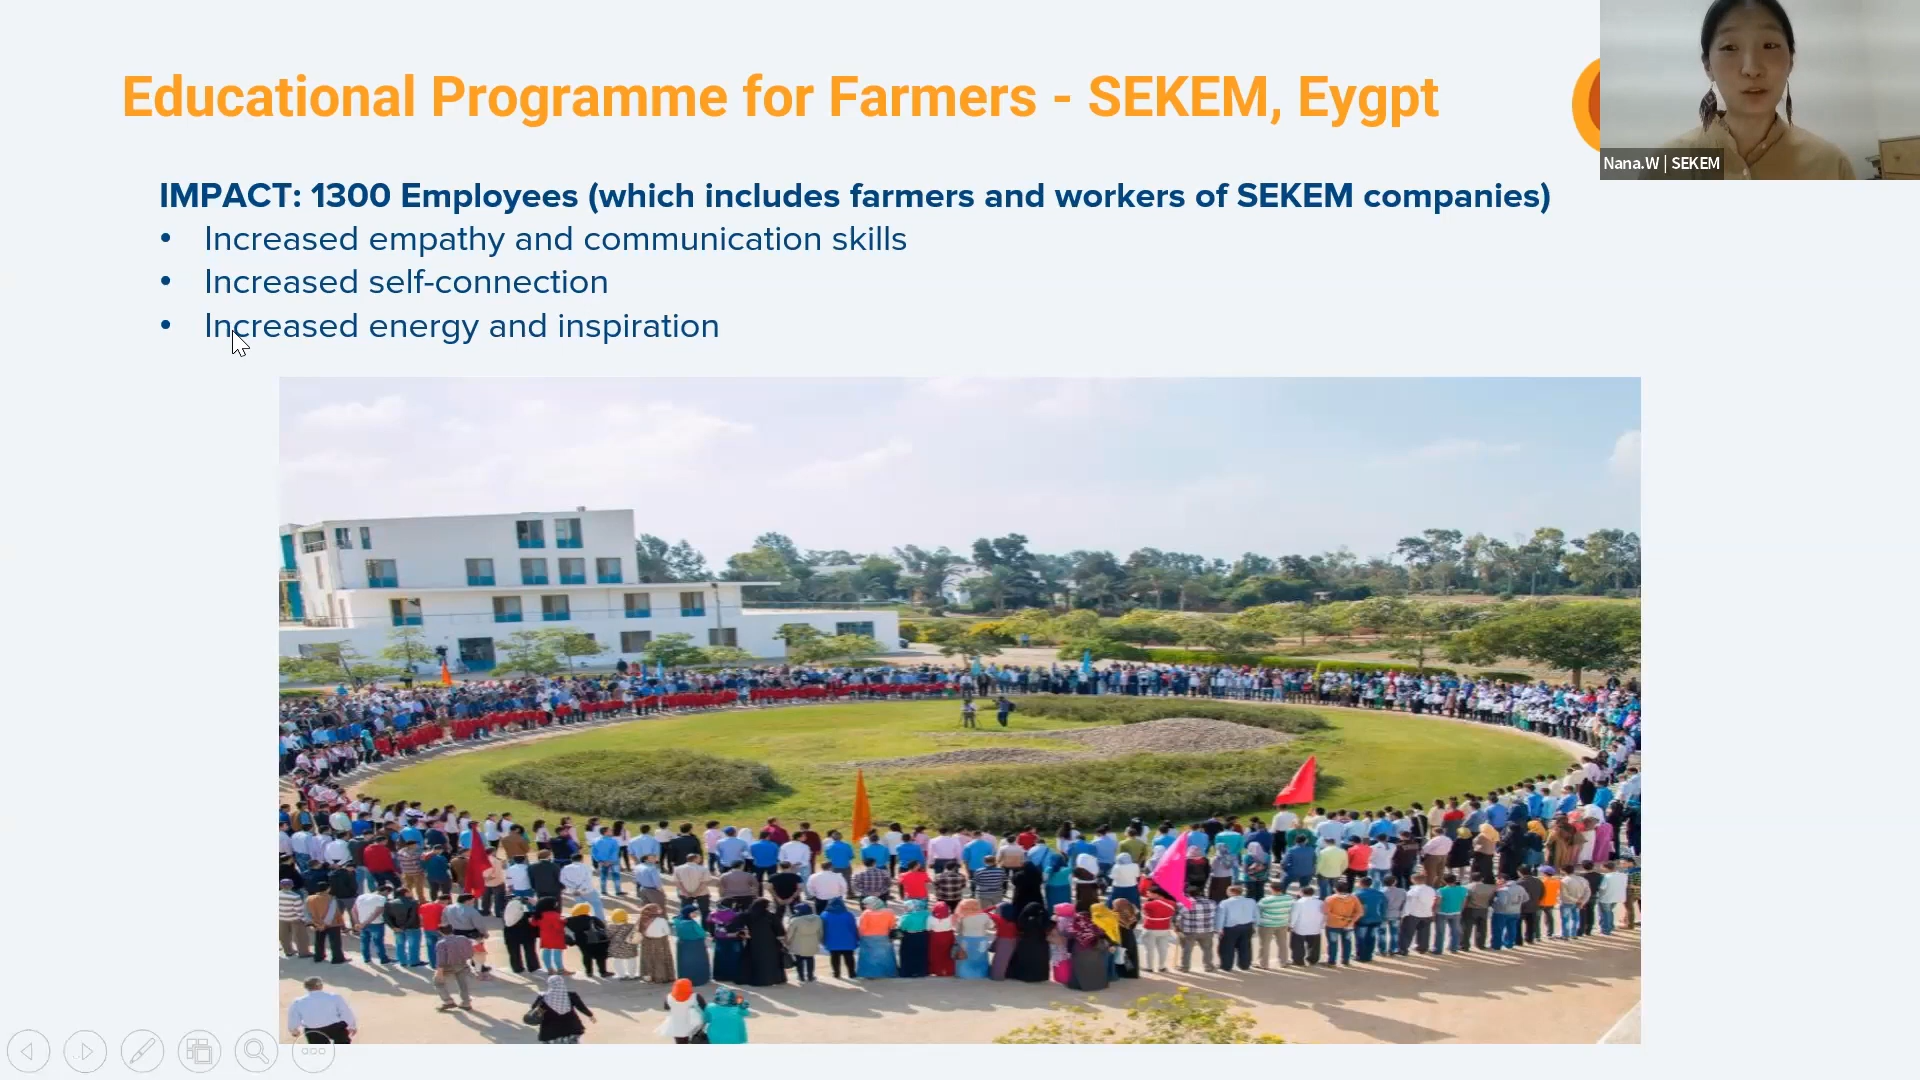 Educational Programme for Farmers - SEKEM, Eygpt
Nana.W | SEKEM
IMPACT: 1300 Employees (which includes farmers and workers of SEKEM companies)
• Increased empathy and communication skills
• Increased self-connection
• Increased energy and inspiration